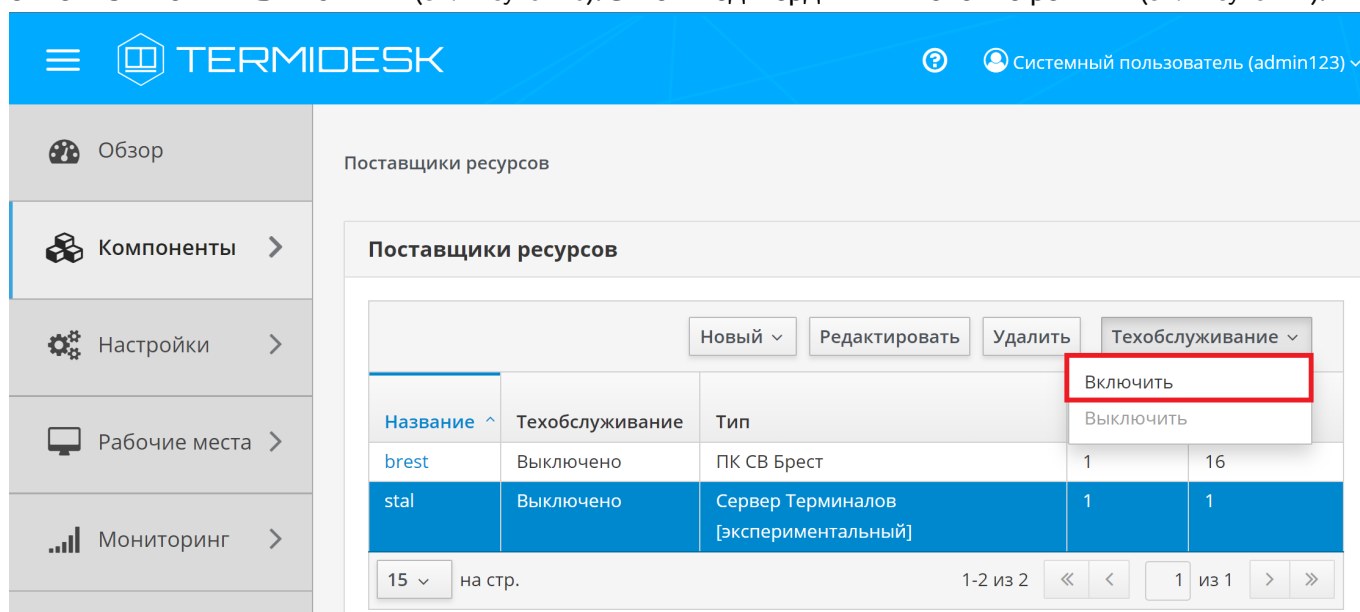 TERMIDESK
Системный пользователь (admin123)
Обзор
Поставщики ресурсов
Компоненты
Поставщики ресурсов
Новый Редактировать Удалить Техобслуживание
Включить
Выключить
Настройки
Название Техобслуживание Тип
Рабочие места
brest Выключено ПК СВ Брест 1 16
stal Выключено Сервер Терминалов 1 1
[экспериментальный]
Мониторинг
15 на стр. 1-2 из 2 1 из 1